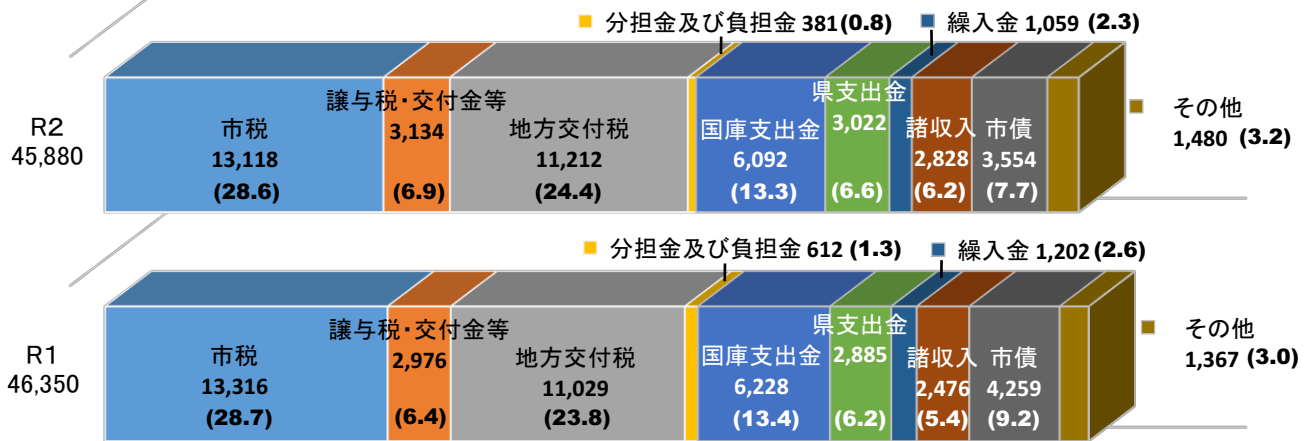 分担金及び負担金 381(0.8) 繰入金 1,059 (2.3)
R2
45,880
市税
13,118
(28.6)
譲与税・交付金等
3,134
(6.9)
地方交付税
11,212
(24.4)
国庫支出金
6,092
(13.3)
県支出金
3,022
(6.6)
諸収入
2,828
(6.2)
市債
3,554
(7.7)
その他
1,480 (3.2)
分担金及び負担金 612 (1.3) 繰入金 1,202 (2.6)
R1
46,350
市税
13,316
(28.7)
譲与税・交付金等
2,976
(6.4)
地方交付税
11,029
(23.8)
国庫支出金
6,228
(13.4)
県支出金
2,885
(6.2)
諸収入
2,476
(5.4)
市債
4,259
(9.2)
その他
1,367 (3.0)